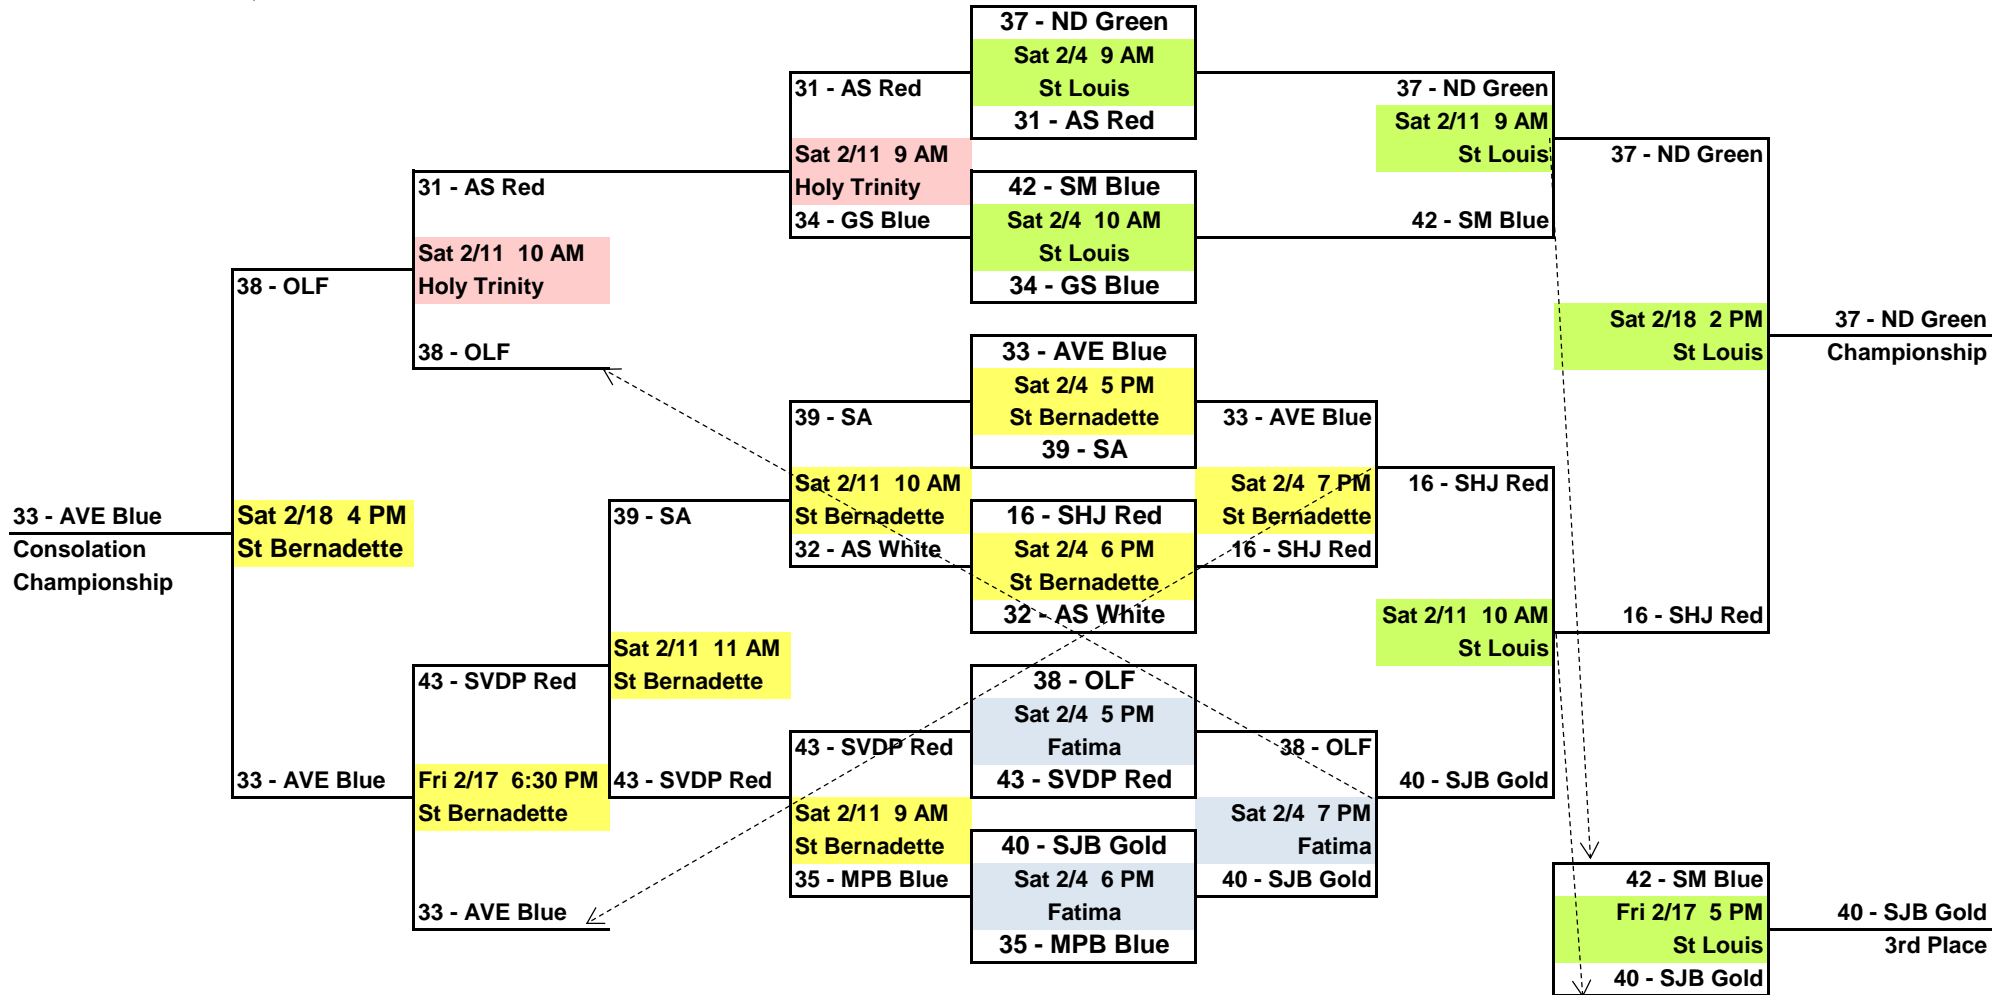 37 - ND Green
Sat 2/4  9 AM
St Louis
31 - AS Red
31 - AS Red
37 - ND Green
Sat 2/11  9 AM
St Louis
Sat 2/11  9 AM
Holy Trinity
37 - ND Green
31 - AS Red
42 - SM Blue
Sat 2/4  10 AM
St Louis
34 - GS Blue
34 - GS Blue
42 - SM Blue
Sat 2/11  10 AM
Holy Trinity
38 - OLF
38 - OLF
Sat 2/18  2 PM
St Louis
37 - ND Green
Championship
33 - AVE Blue
Sat 2/4  5 PM
St Bernadette
39 - SA
39 - SA
33 - AVE Blue
Sat 2/11  10 AM
St Bernadette
Sat 2/4  7 PM
St Bernadette
16 - SHJ Red
33 - AVE Blue
Consolation
Championship
Sat 2/18  4 PM
St Bernadette
39 - SA
16 - SHJ Red
Sat 2/4  6 PM
St Bernadette
32 - AS White
32 - AS White
16 - SHJ Red
Sat 2/11  10 AM
St Louis
16 - SHJ Red
Sat 2/11  11 AM
St Bernadette
43 - SVDP Red
38 - OLF
Sat 2/4  5 PM
Fatima
43 - SVDP Red
43 - SVDP Red
38 - OLF
33 - AVE Blue
Fri 2/17  6:30 PM
St Bernadette
43 - SVDP Red
40 - SJB Gold
Sat 2/11  9 AM
St Bernadette
Sat 2/4  7 PM
Fatima
40 - SJB Gold
Sat 2/4  6 PM
Fatima
35 - MPB Blue
35 - MPB Blue
40 - SJB Gold
33 - AVE Blue
42 - SM Blue
Fri 2/17  5 PM
St Louis
40 - SJB Gold
40 - SJB Gold
3rd Place